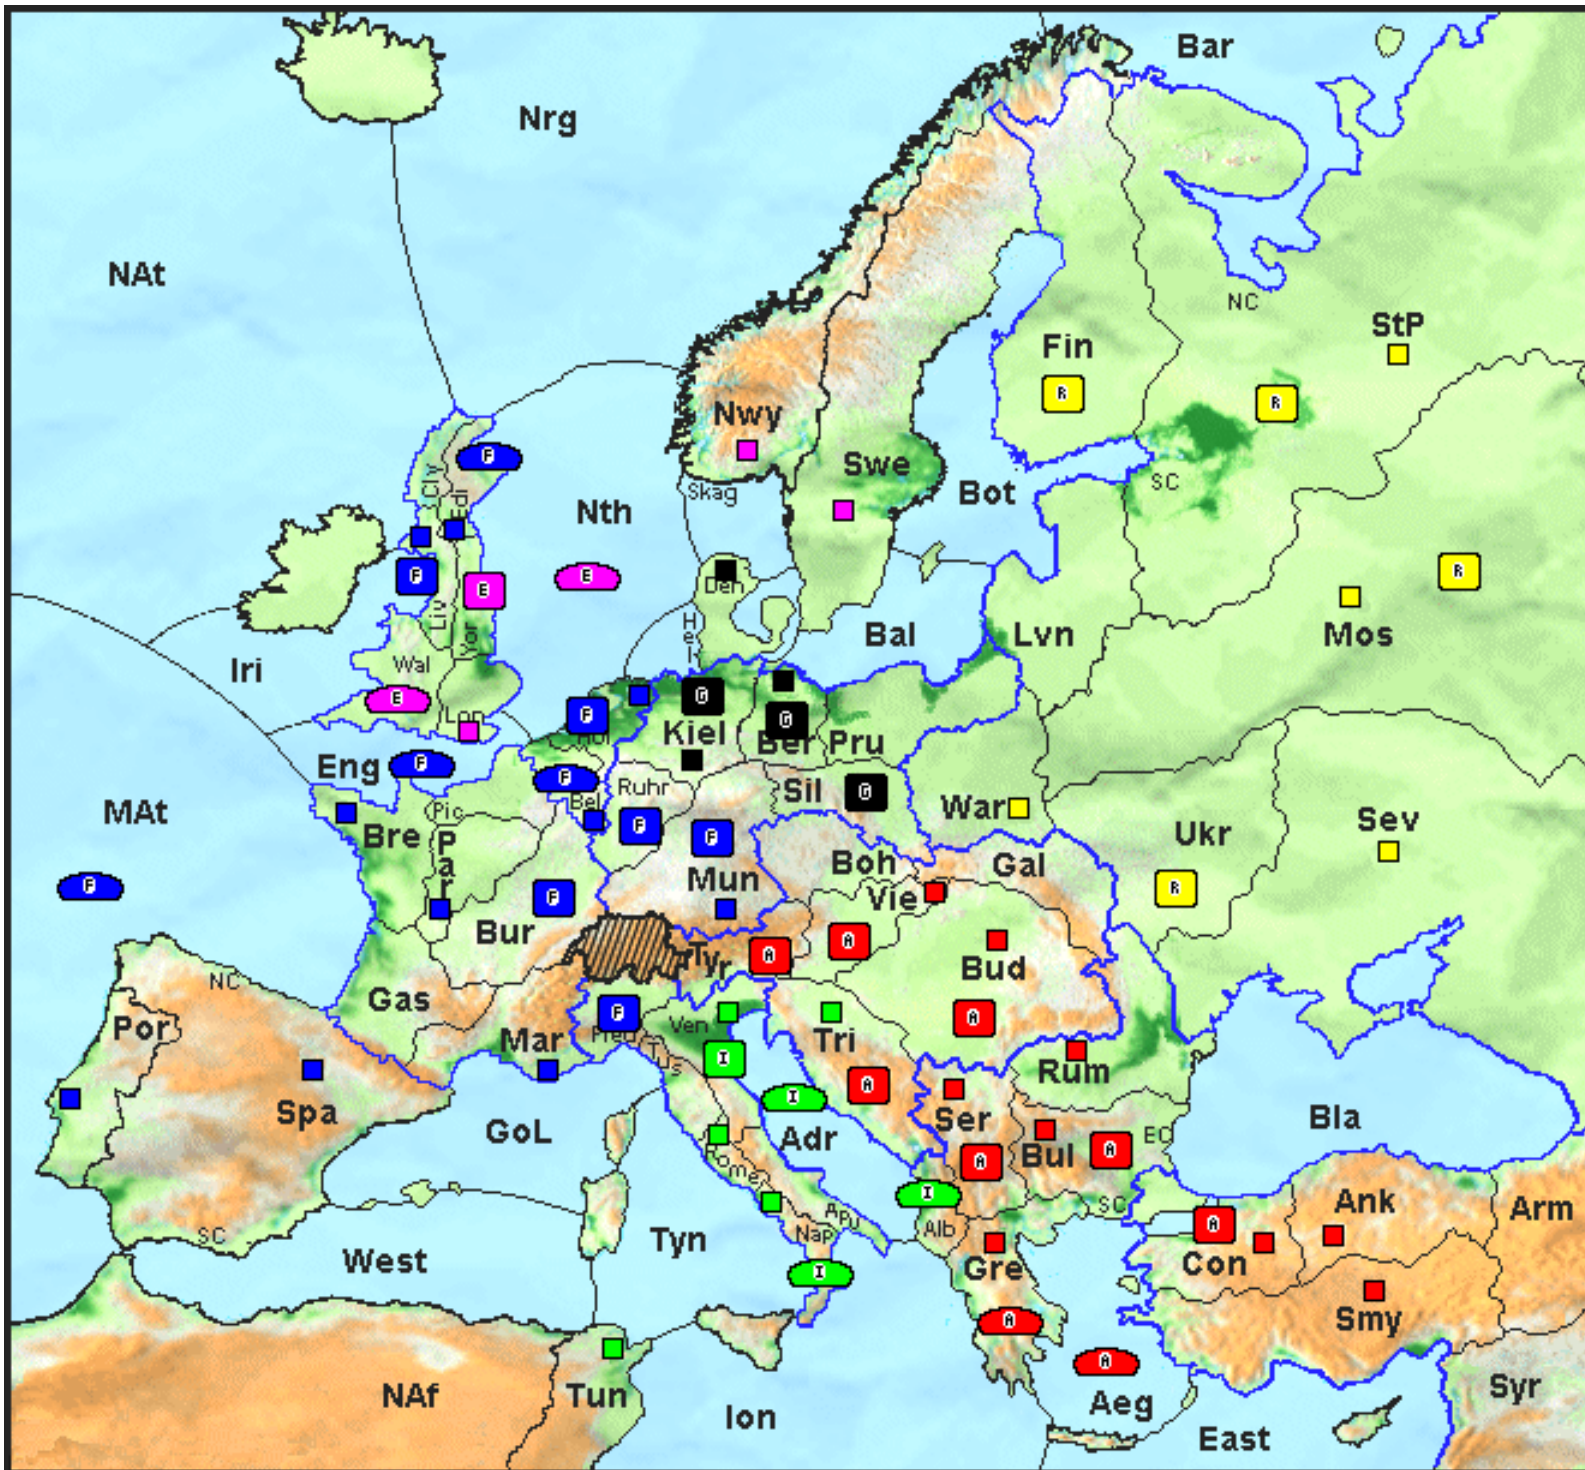 Bar
Nrg
NAt
NC
StP
Fin
R
R
Nwy
Swe
F
Cly
Edi
Skag
Bot
SC
Nth
R
F
E
E
Den
Hel
Bal
Lvn
Mos
Liv
Yor
Iri
Wal
E
Lon
F
G
G
Hol
Kiel
Ber
Pru
Eng
F
F
Ruhr
Sil
G
War
MAt
Bre
Pic
Bel
F
F
Ukr
Sev
Par
Boh
Gal
F
Mun
Vie
F
R
Bur
A
A
Tyr
Bud
NC
Gas
Por
F
Pied
Ven
Tri
A
Mar
Tus
I
Rum
Spa
GoL
I
A
Ser
Adr
Bla
Bul
EC
A
A
Rome
I
SC
Ank
Arm
SC
West
Tyn
Nap
Apu
Alb
A
Con
Gre
I
A
Smy
A
NAf
Tun
Ion
Aeg
Syr
East